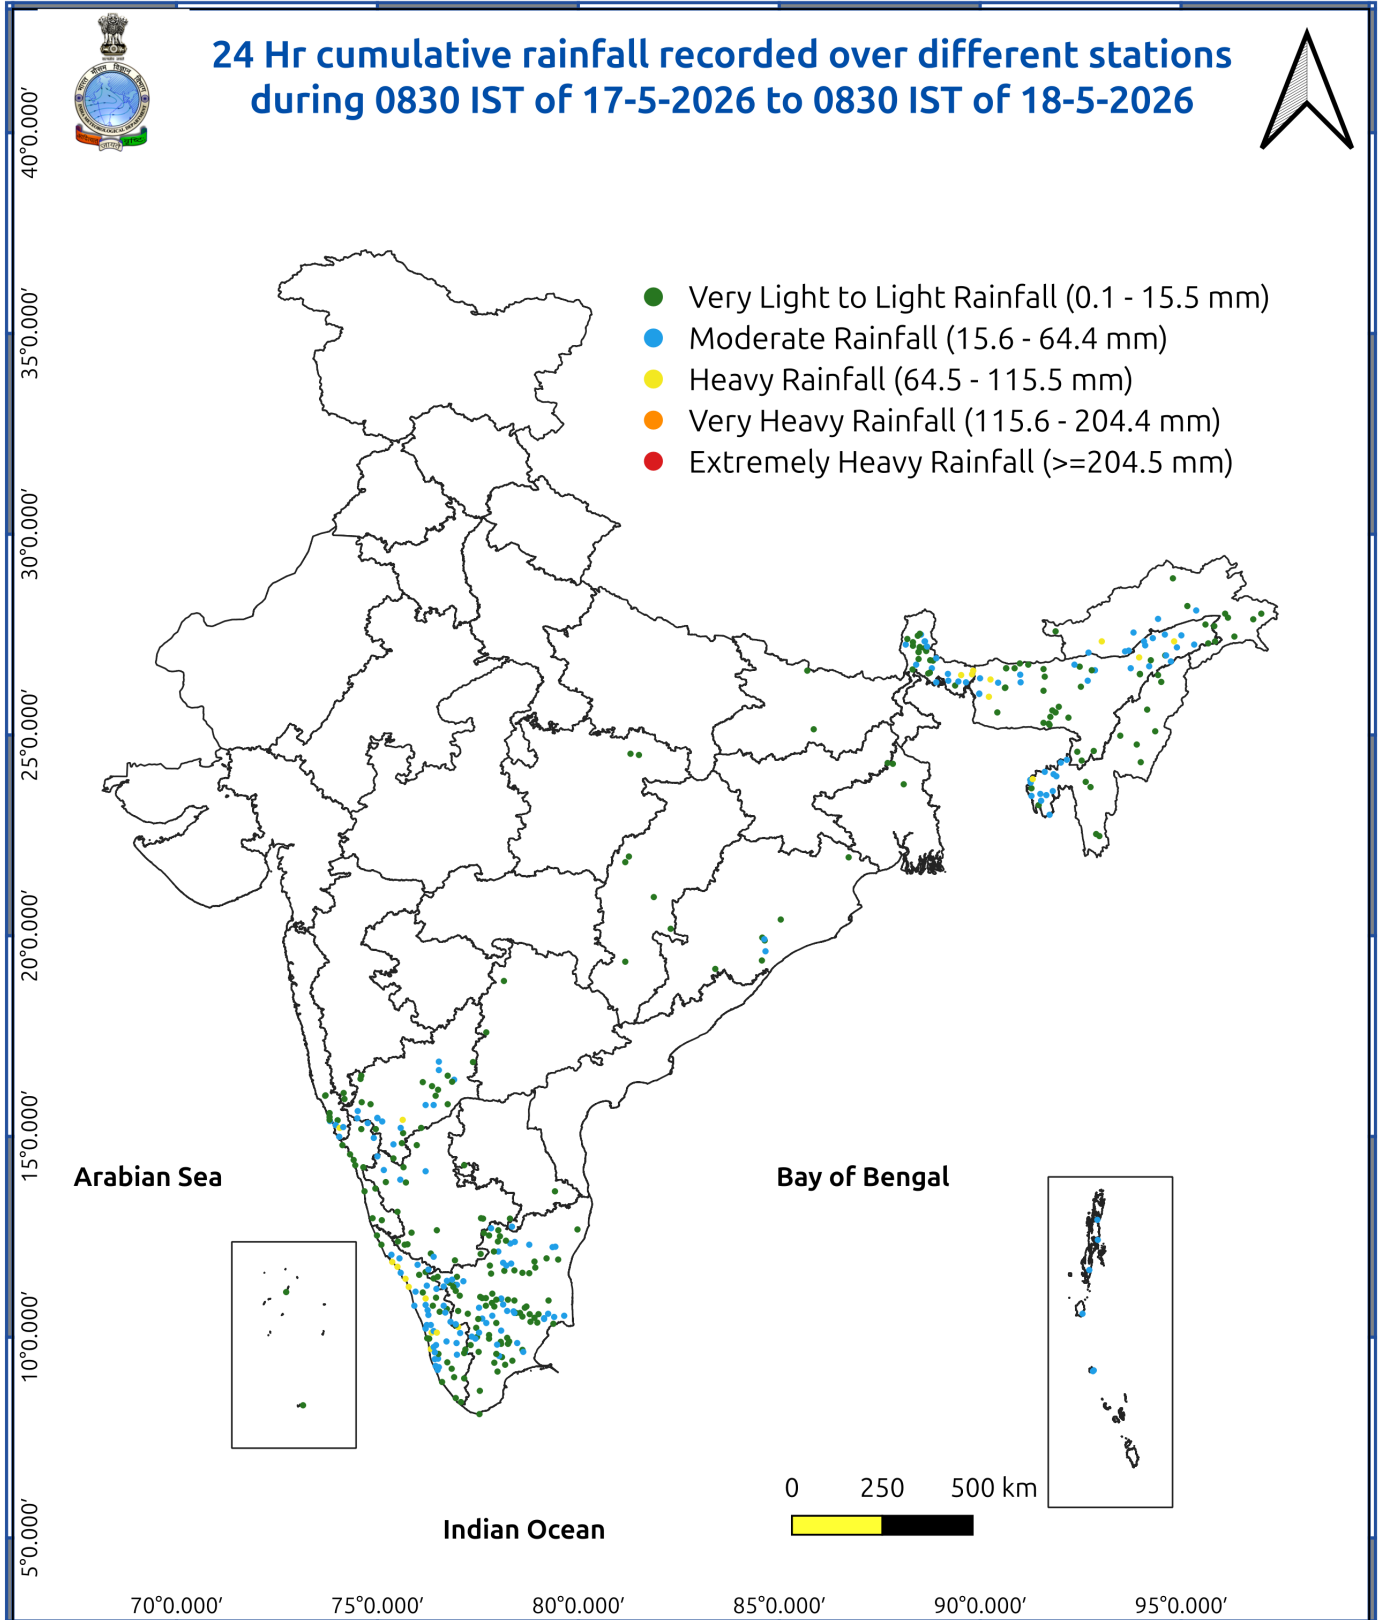 24 Hr cumulative rainfall recorded over different stations
during 0830 IST of 17-5-2026 to 0830 IST of 18-5-2026
Very Light to Light Rainfall (0.1 - 15.5 mm)
Moderate Rainfall (15.6 - 64.4 mm)
Heavy Rainfall (64.5 - 115.5 mm)
Very Heavy Rainfall (115.6 - 204.4 mm)
Extremely Heavy Rainfall (>=204.5 mm)
40°0.000′
35°0.000′
30°0.000′
25°0.000′
20°0.000′
15°0.000′
10°0.000′
5°0.000′
Arabian Sea
Bay of Bengal
Indian Ocean
0 250 500 km
70°0.000′ 75°0.000′ 80°0.000′ 85°0.000′ 90°0.000′ 95°0.000′